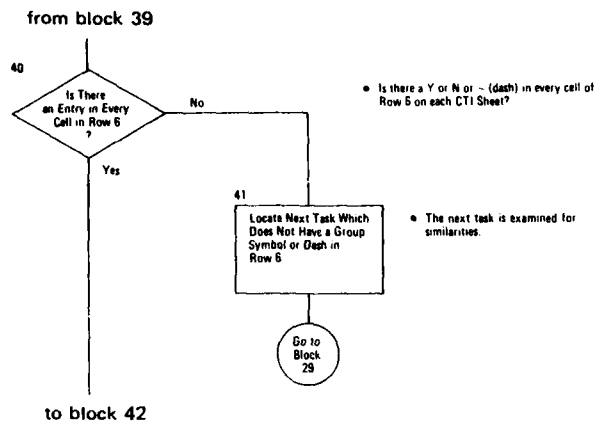 from block 39
40
Is There
an Entry in Every
Cell in Row 6
?
No
Yes
• Is there a Y or N or – (dash) in every cell of
Row 6 on each CTI Sheet?
41
Locate Next Task Which
Does Not Have a Group
Symbol or Dash in
Row 6
• The next task is examined for
similarities.
Go to
Block
29
to block 42